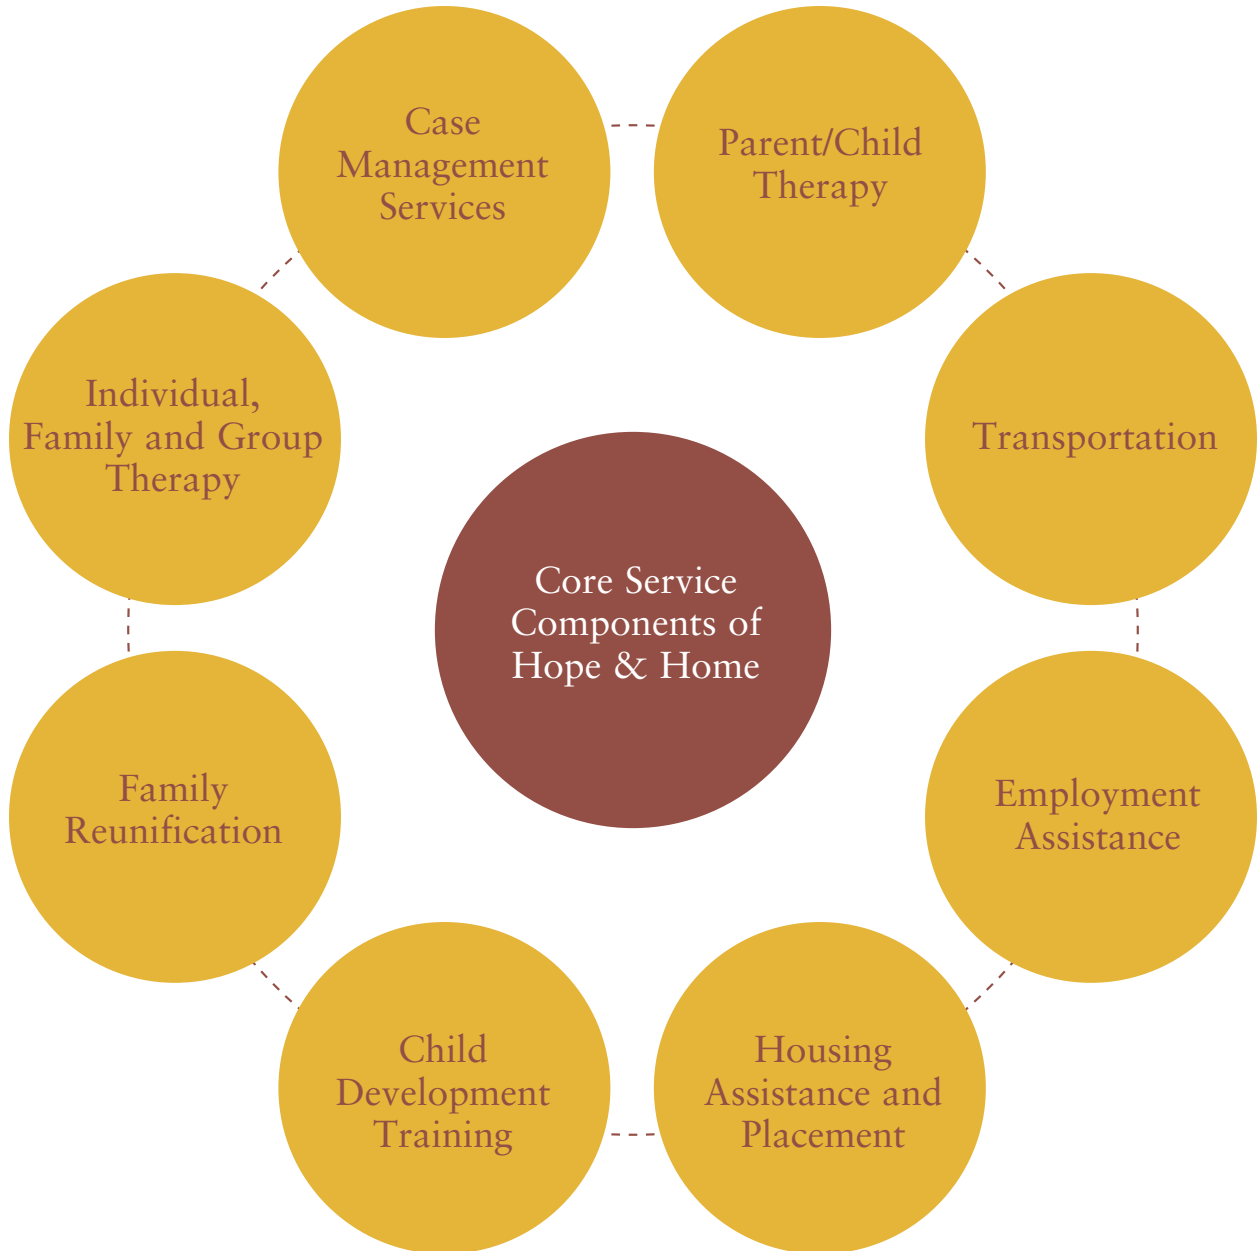 Case
Management
Services
Parent/Child
Therapy
Individual,
Family and Group
Therapy
Transportation
Core Service
Components of
Hope & Home
Family
Reunification
Employment
Assistance
Child
Development
Training
Housing
Assistance and
Placement